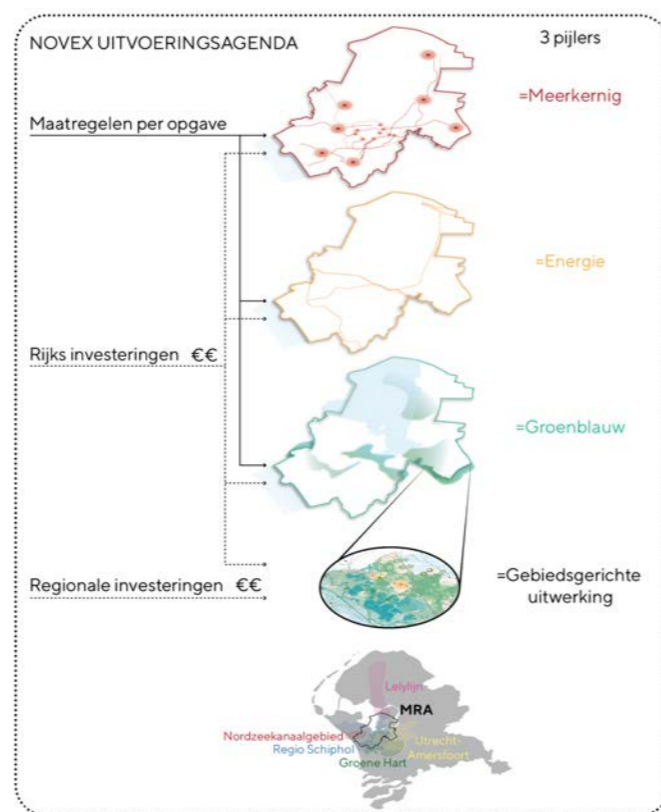 NOVEX UITVOERINGSAGENDA
3 pijlers
=Meerkernig
Maatregelen per opgave
=Energie
Rijks investeringen €€
=Groenblauw
Regionale investeringen €€
=Gebiedsgerichte
uitwerking
Lelylijn
MRA
Nordzeekanaalgebied
Regio Schiphol
Utrecht-
Amersfoort
Groene Hart